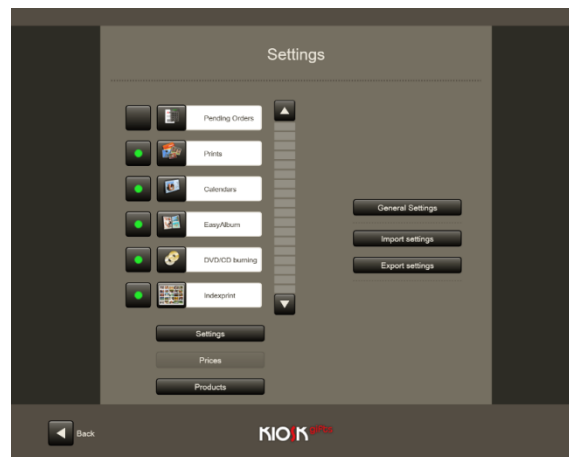 Settings
Pending Orders
Prints
Calendars
EasyAlbum
DVD/CD burning
Indexprint
General Settings
Import settings
Export settings
Settings
Prices
Products
Back
KIOSK gifts